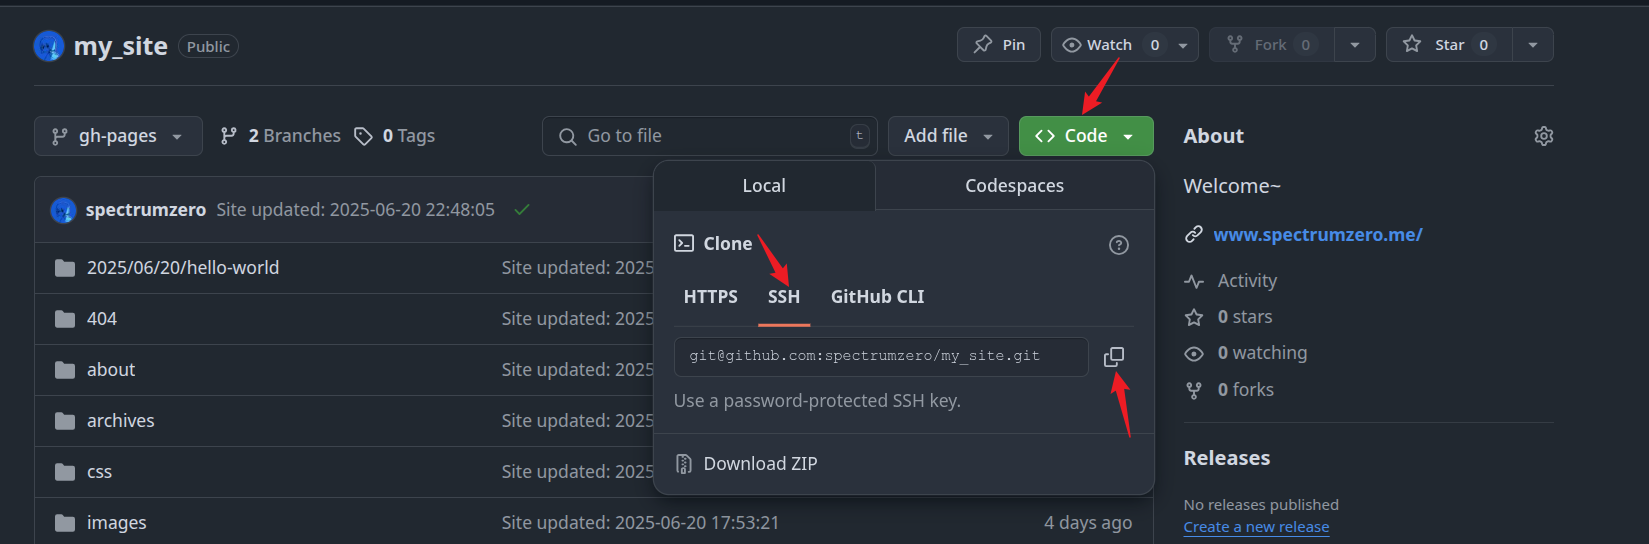 my_site Public Pin Watch 0 Fork 0 Star 0
gh-pages 2 Branches 0 Tags Go to file t Add file Code
Local Codespaces
spectrumzero Site updated: 2025-06-20 22:48:05
Clone
2025/06/20/hello-world Site updated: 2025
HTTPS SSH GitHub CLI
404 Site updated: 2025
git@github.com:spectrumzero/my_site.git
about Site updated: 2025
Use a password-protected SSH key.
archives Site updated: 2025
Download ZIP
css Site updated: 2025
images Site updated: 2025-06-20 17:53:21 4 days ago
About
Welcome~
www.spectrumzero.me/
Activity
0 stars
0 watching
0 forks
Releases
No releases published
Create a new release